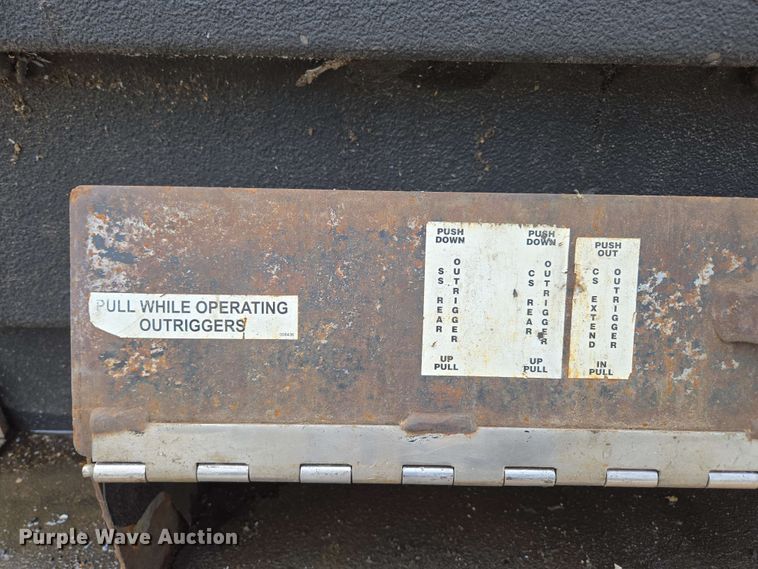 PULL WHILE OPERATING
OUTRIGGERS
PUSH
DOWN
SS REAR
OUTRIGGER
UP
PULL
PUSH
DOWN
CS REAR
OUTRIGGER
UP
PULL
PUSH
OUT
CS EXTEND
OUTRIGGER
IN
PULL
Purple Wave Auction